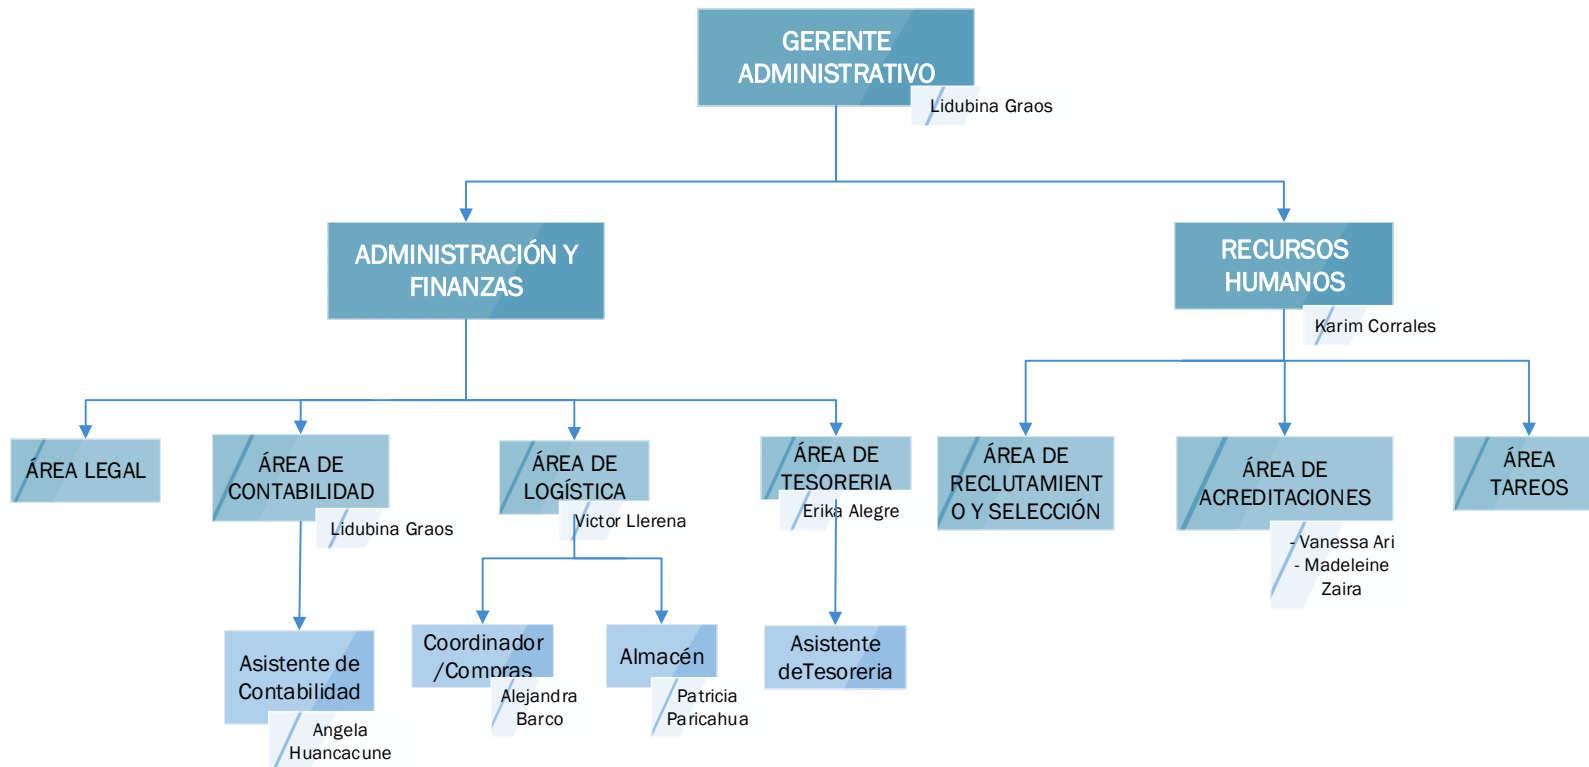 GERENTE
ADMINISTRATIVO
Lidubina Graos
ADMINISTRACIÓN Y
FINANZAS
RECURSOS
HUMANOS
Karim Corrales
ÁREA LEGAL
ÁREA DE
CONTABILIDAD
Lidubina Graos
ÁREA DE
LOGÍSTICA
Victor Llerena
ÁREA DE
TESORERIA
Erika Alegre
ÁREA DE
RECLUTAMIENT
O Y SELECCIÓN
ÁREA DE
ACREDITACIONES
- Vanessa Ari
- Madeleine
Zaira
ÁREA
TAREOS
Asistente de
Contabilidad
Angela
Huancacune
Coordinador
/Compras
Alejandra
Barco
Almacén
Patricia
Paricahua
Asistente
deTesoreria